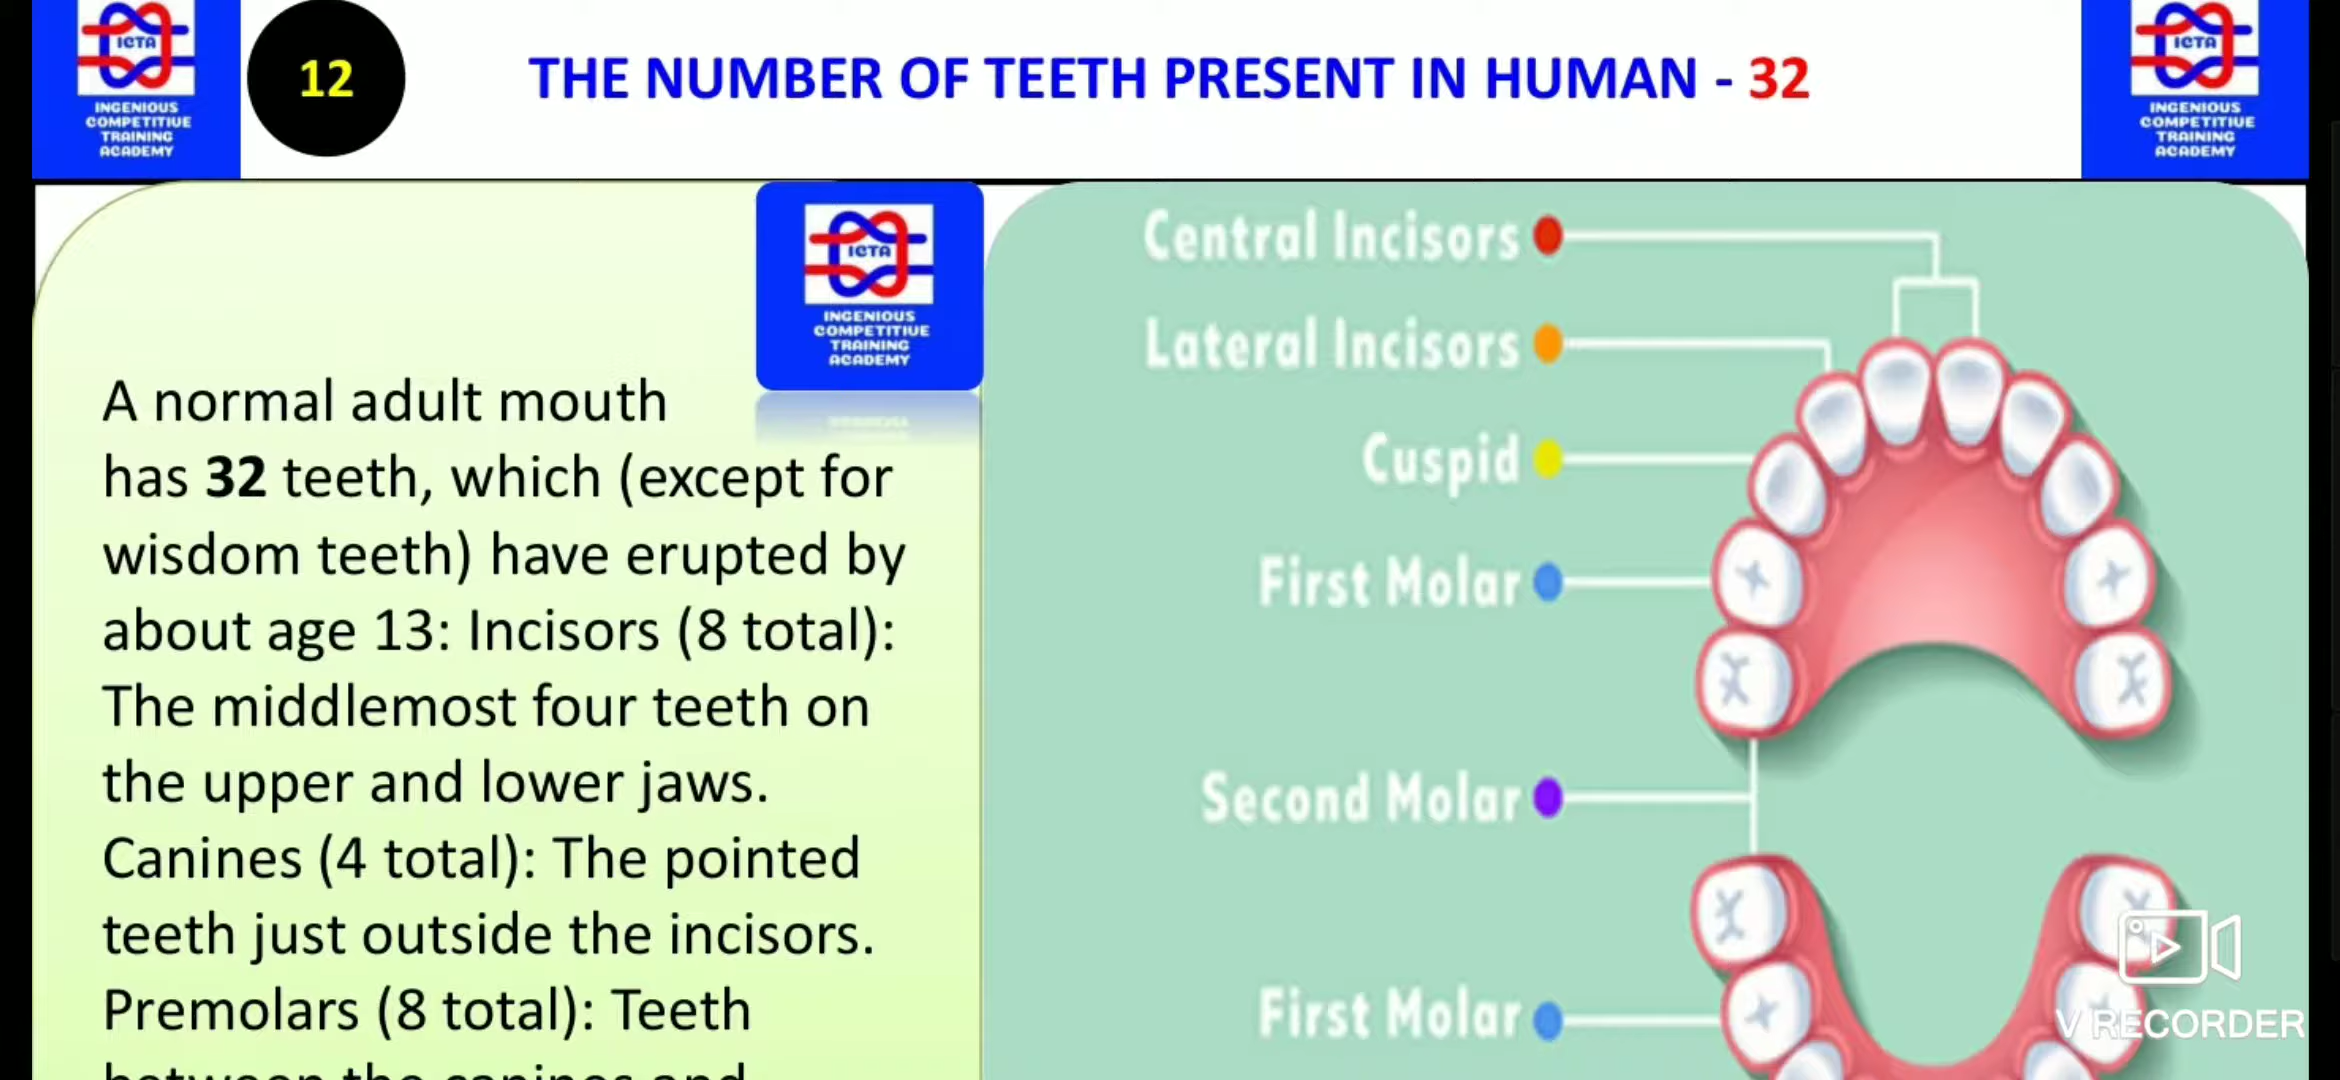 ICTA
INGENIOUS
COMPETITIVE
TRAINING
ACADEMY
12
THE NUMBER OF TEETH PRESENT IN HUMAN - 32
ICTA
INGENIOUS
COMPETITIVE
TRAINING
ACADEMY
ICTA
INGENIOUS
COMPETITIVE
TRAINING
ACADEMY
A normal adult mouth
has 32 teeth, which (except for
wisdom teeth) have erupted by
about age 13: Incisors (8 total):
The middlemost four teeth on
the upper and lower jaws.
Canines (4 total): The pointed
teeth just outside the incisors.
Premolars (8 total): Teeth
between the canines and
Central Incisors
Lateral Incisors
Cuspid
First Molar
Second Molar
First Molar
V RECORDER